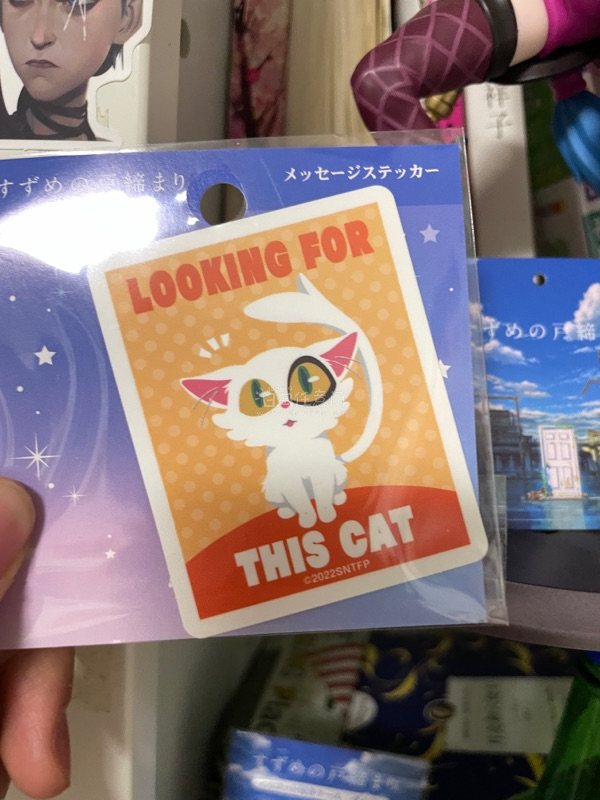 すずめの戸締まり
メッセージステッカー
LOOKING FOR
THIS CAT
©2022SNTFP
ずめの戸締
すずめの戸締まり